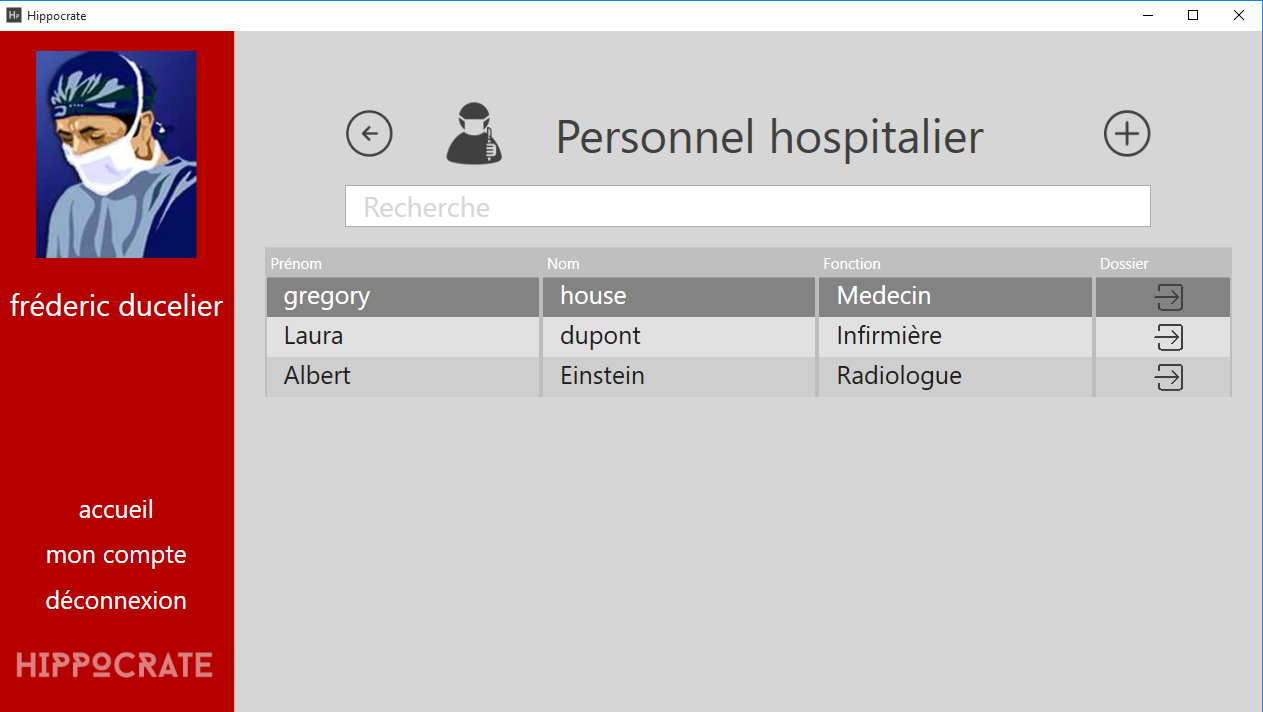 Hp Hippocrate
fréderic ducelier
accueil
mon compte
déconnexion
HIPPOCRATE
Personnel hospitalier
Recherche
Prénom Nom Fonction Dossier
gregory house Medecin
Laura dupont Infirmière
Albert Einstein Radiologue